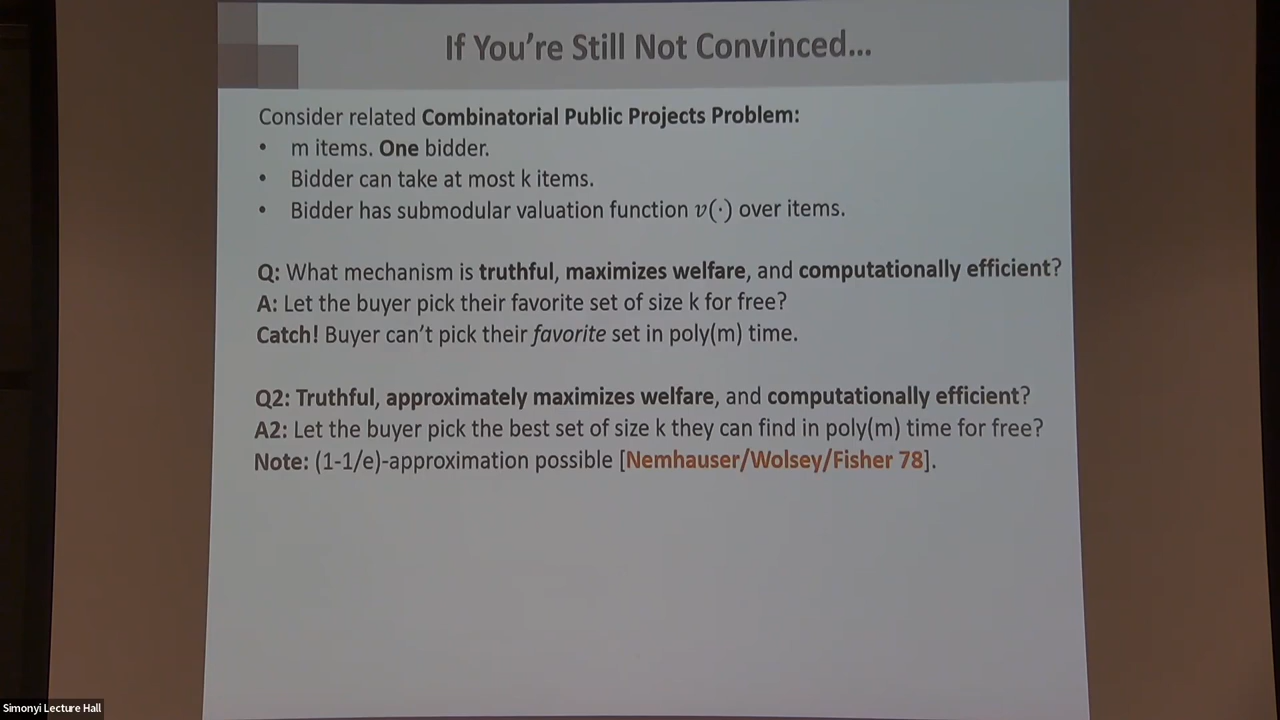 If You're Still Not Convinced...
Consider related Combinatorial Public Projects Problem:
• m items. One bidder.
• Bidder can take at most k items.
• Bidder has submodular valuation function v(·) over items.
Q: What mechanism is truthful, maximizes welfare, and computationally efficient?
A: Let the buyer pick their favorite set of size k for free?
Catch! Buyer can't pick their favorite set in poly(m) time.
Q2: Truthful, approximately maximizes welfare, and computationally efficient?
A2: Let the buyer pick the best set of size k they can find in poly(m) time for free?
Note: (1-1/e)-approximation possible [Nemhauser/Wolsey/Fisher 78].
Simonyi Lecture Hall